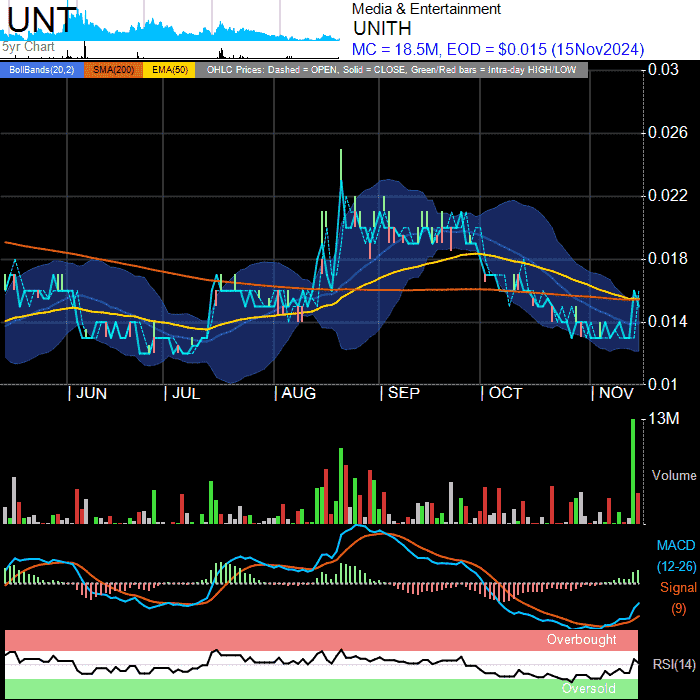 UNT
5yr Chart
Media & Entertainment
UNITH
MC = 18.5M, EOD = $0.015 (15Nov2024)
BollBands(20,2) SMA(200) EMA(50) OHLC Prices: Dashed = OPEN, Solid = CLOSE, Green/Red bars = Intra-day HIGH/LOW
0.03
0.026
0.022
0.018
0.014
0.01
JUN JUL AUG SEP OCT NOV
13M
Volume
MACD
(12-26)
Signal
(9)
Overbought
RSI(14)
Oversold